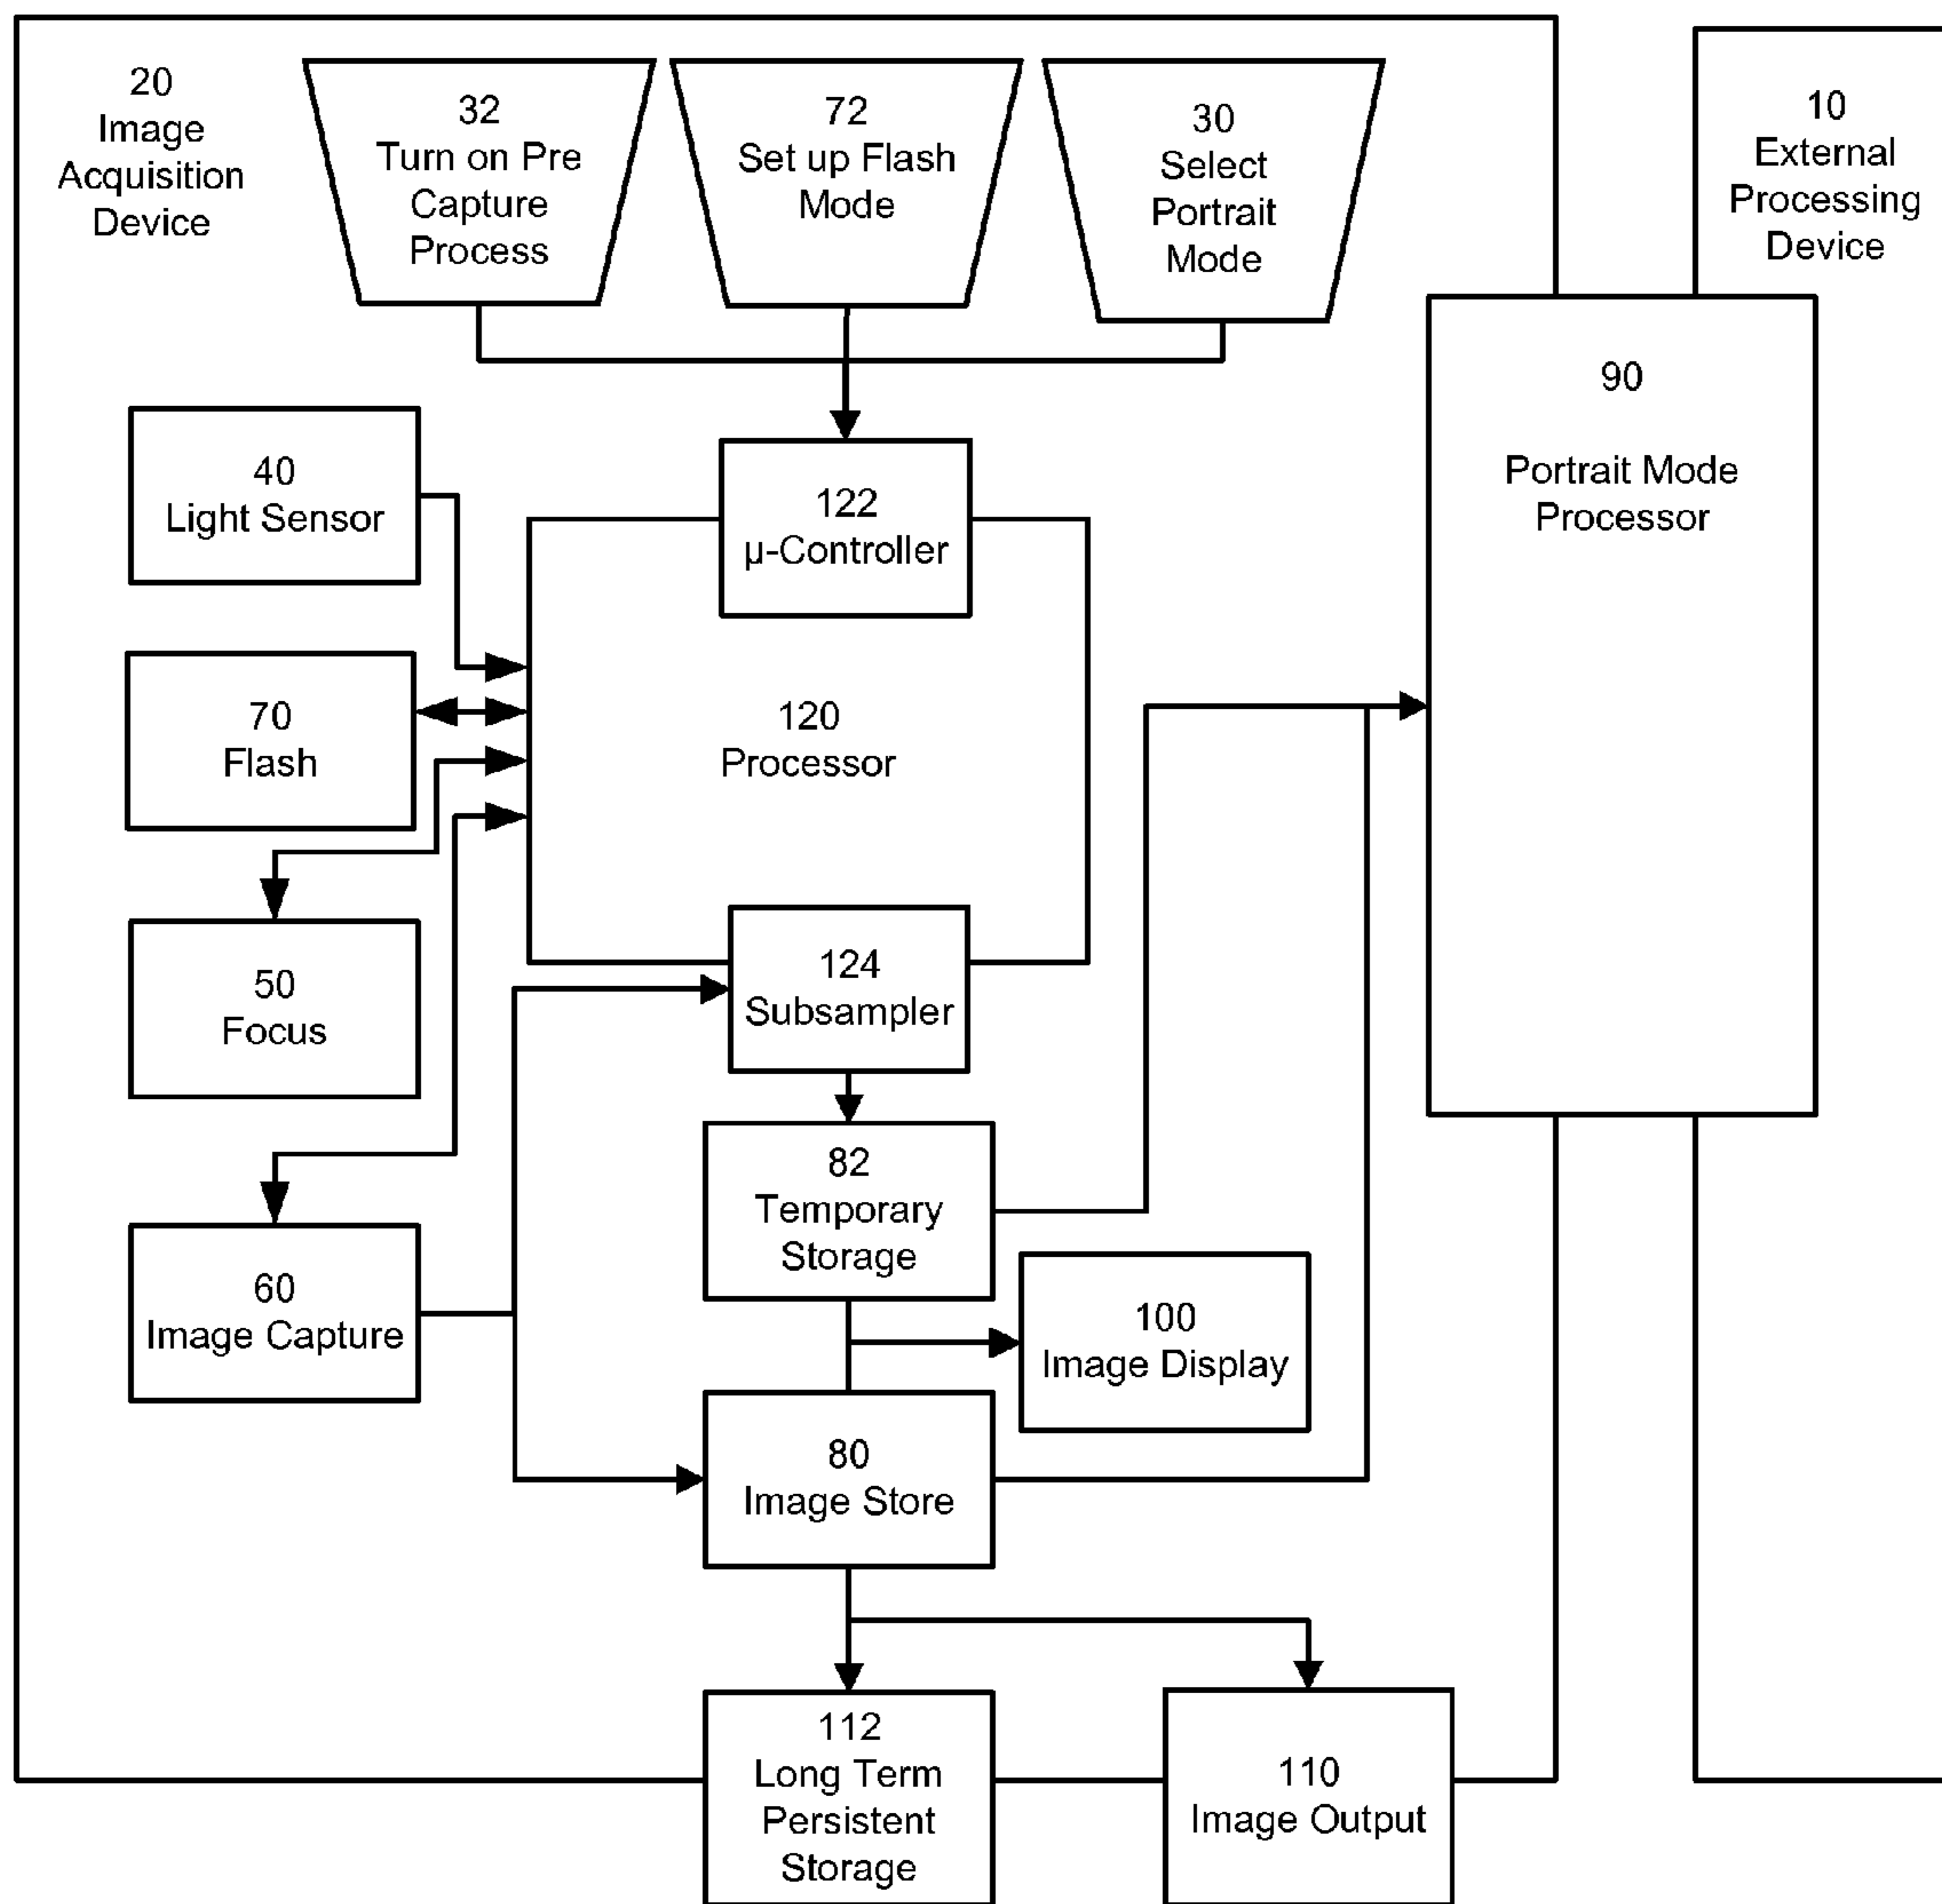 20
Image
Acquisition
Device
32
Turn on Pre
Capture
Process
72
Set up Flash
Mode
30
Select
Portrait
Mode
10
External
Processing
Device
90
Portrait Mode
Processor
40
Light Sensor
122
µ-Controller
70
Flash
120
Processor
50
Focus
124
Subsampler
82
Temporary
Storage
60
Image Capture
100
Image Display
80
Image Store
112
Long Term
Persistent
Storage
110
Image Output